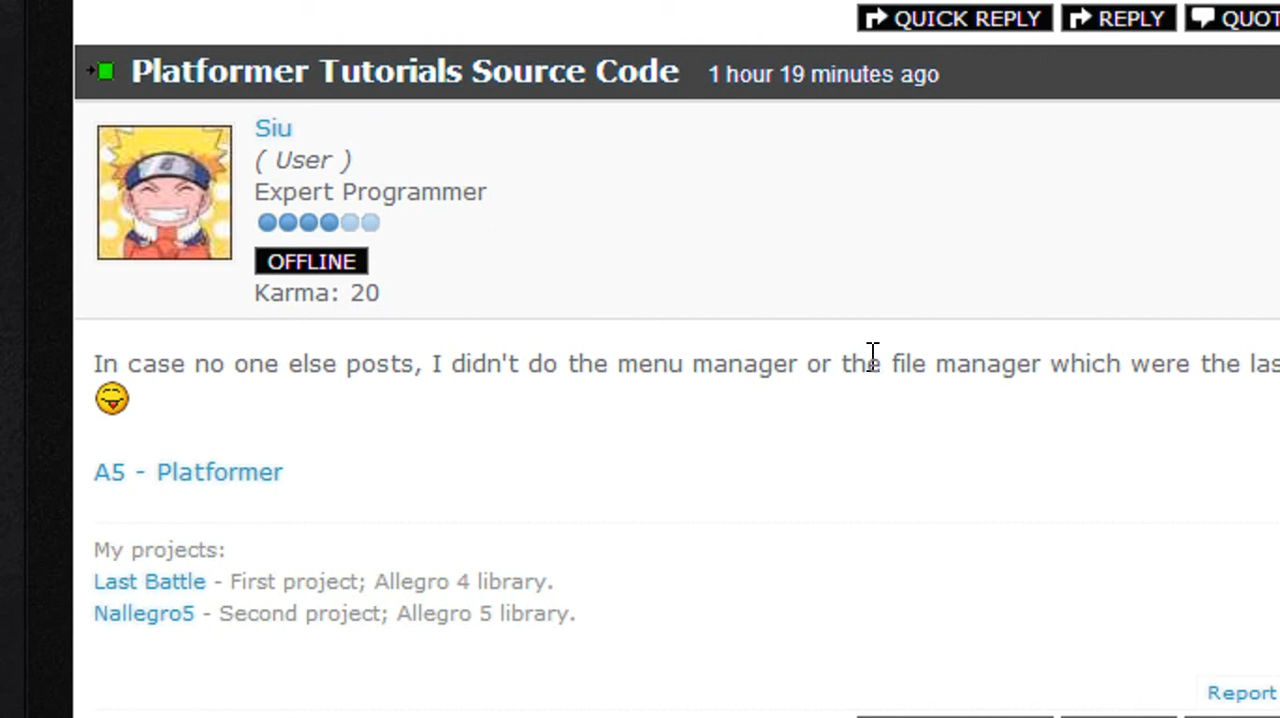 QUICK REPLY REPLY QUOT
Platformer Tutorials Source Code 1 hour 19 minutes ago
Siu
( User )
Expert Programmer
OFFLINE
Karma: 20
In case no one else posts, I didn't do the menu manager or the file manager which were the las
A5 - Platformer
My projects:
Last Battle - First project; Allegro 4 library.
Nallegro5 - Second project; Allegro 5 library.
Report